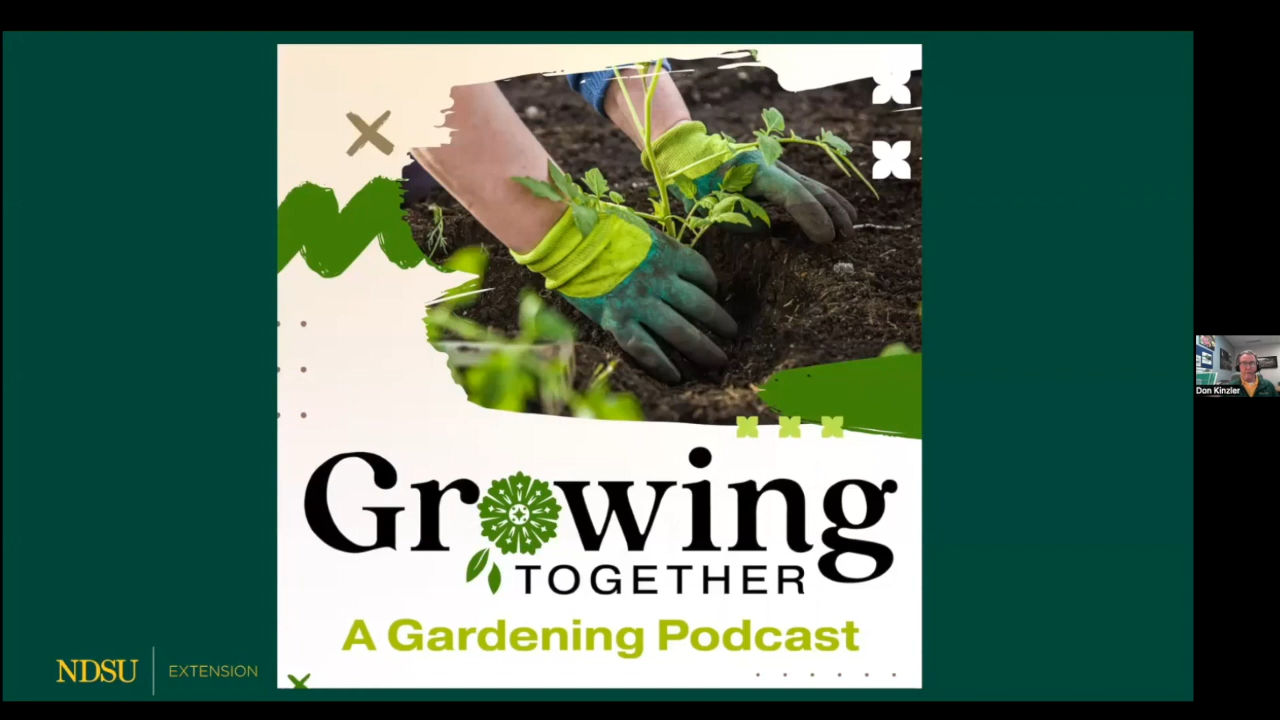 Growing
TOGETHER
A Gardening Podcast
NDSU EXTENSION
Don Kinzler